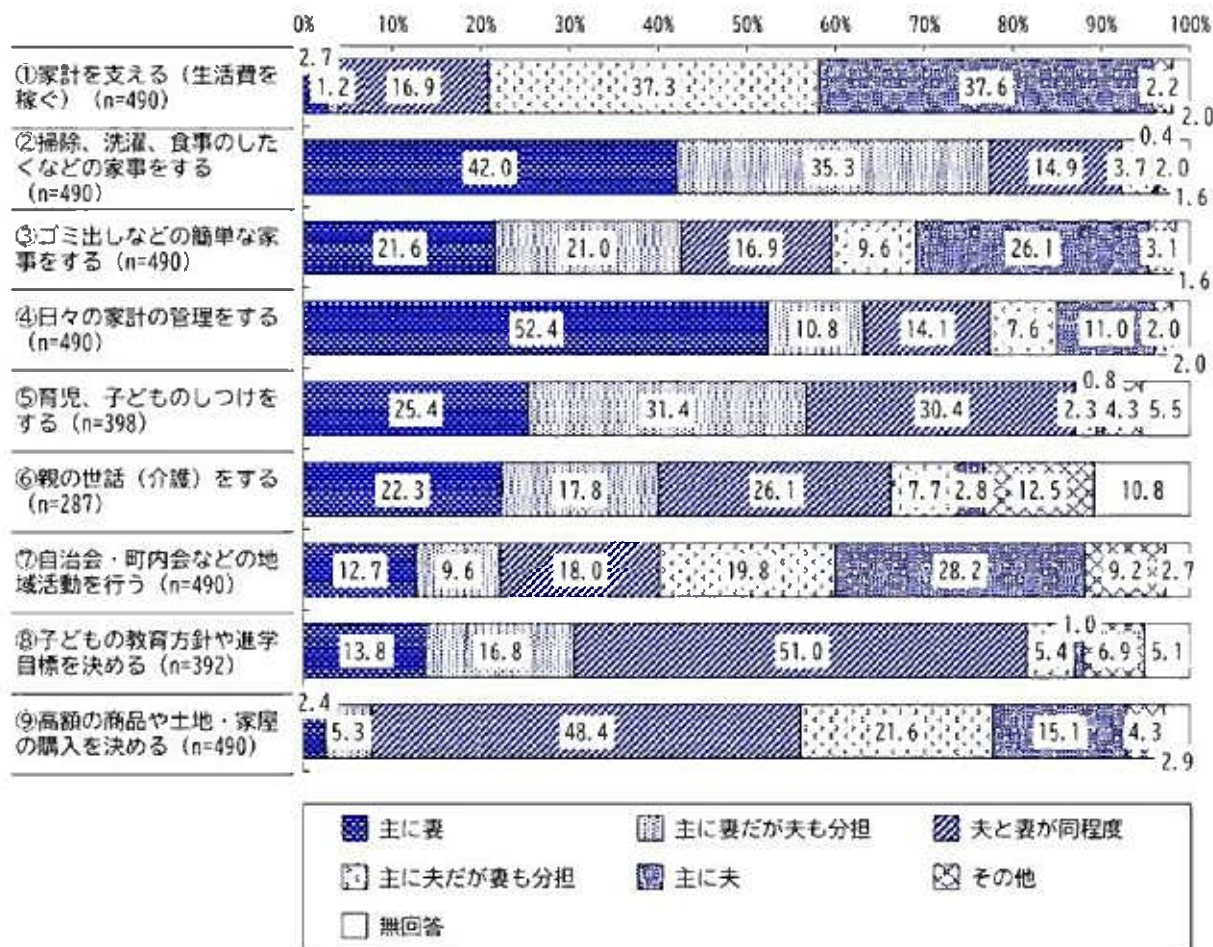 0% 10% 20% 30% 40% 50% 60% 70% 80% 90% 100%
①家計を支える（生活費を
稼ぐ）（n=490）
2.7 1.2 16.9 37.3 37.6 2.2 2.0
②掃除、洗濯、食事のした
くなどの家事をする
（n=490）
42.0 35.3 14.9 3.7 0.4 2.0 1.6
③ゴミ出しなどの簡単な家
事をする（n=490）
21.6 21.0 16.9 9.6 26.1 3.1 1.6
④日々の家計の管理をする
（n=490）
52.4 10.8 14.1 7.6 11.0 2.0 2.0
⑤育児、子どものしつけを
する（n=398）
25.4 31.4 30.4 2.3 0.8 4.3 5.5
⑥親の世話（介護）をする
（n=287）
22.3 17.8 26.1 7.7 2.8 12.5 10.8
⑦自治会・町内会などの地
域活動を行う（n=490）
12.7 9.6 18.0 19.8 28.2 9.2 2.7
⑧子どもの教育方針や進学
目標を決める（n=392）
13.8 16.8 51.0 5.4 1.0 6.9 5.1
⑨高額の商品や土地・家屋
の購入を決める（n=490）
2.4 5.3 48.4 21.6 15.1 4.3 2.9
主に妻 主に妻だが夫も分担 夫と妻が同程度
主に夫だが妻も分担 主に夫 その他
無回答